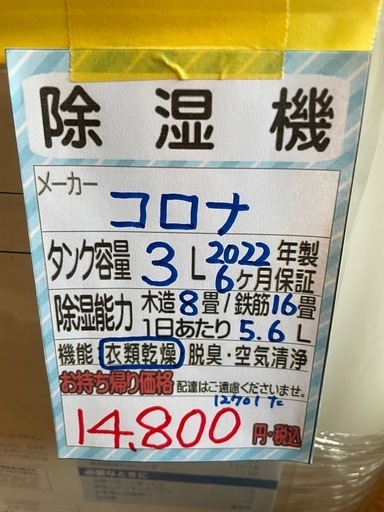 除湿機
メーカー
コロナ
タンク容量 3L 2022年製
6ヶ月保証
除湿能力 木造8畳/鉄筋16畳
1日あたり 5.6L
機能 衣類乾燥 脱臭・空気清浄
お持ち帰り価格 配達はご遠慮くださいませ。
14,800 円・税込